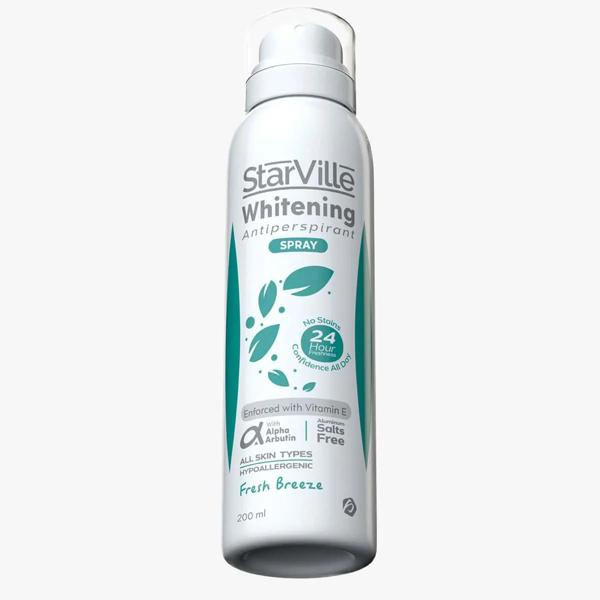 StarVille
Whitening
Antiperspirant
SPRAY
No Stains
24
Hour
Freshness
Confidence All Day
Enforced with Vitamin E
α With
Alpha
Arbutin
Aluminum
Salts
Free
ALL SKIN TYPES
HYPOALLERGENIC
Fresh Breeze
200 ml